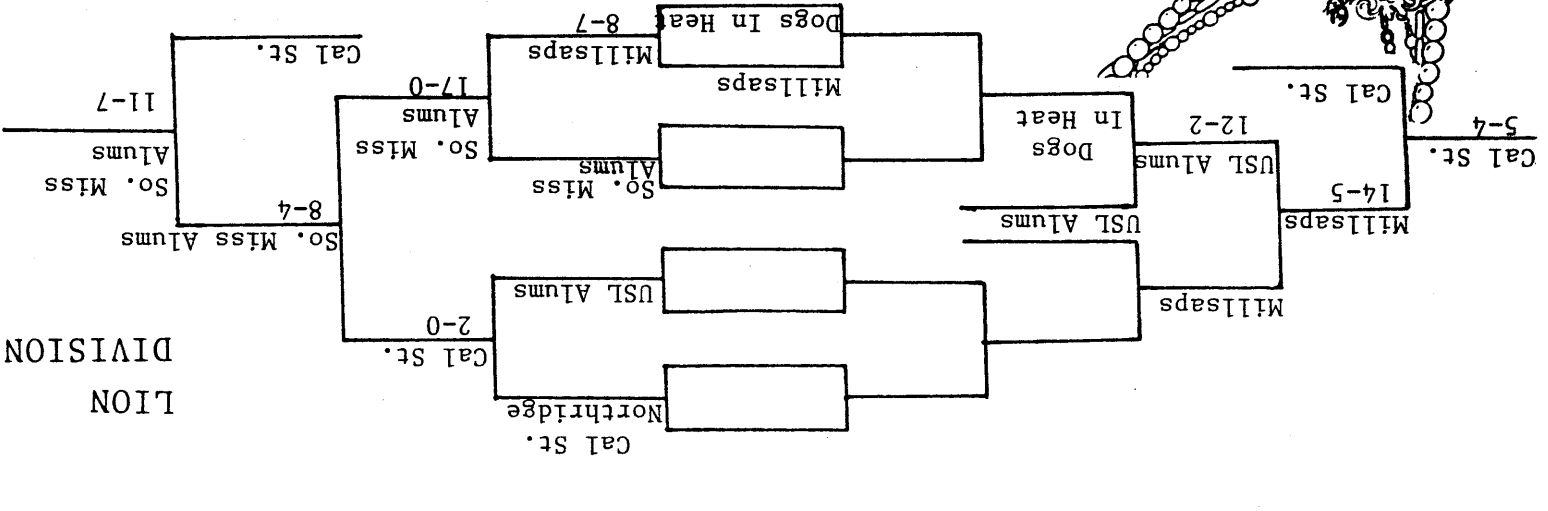 Cal St.
Northridge
LION
DIVISION
Cal St.
2-0
Millsaps
USL Alums
So. Miss Alums
8-4
USL Alums
Millsaps
14-5
So. Miss
Alums
So. Miss
Alums
11-7
Cal St.
5-4
USL Alums
12-2
Dogs
In Heat
So. Miss
Alums
17-0
Cal St.
Millsaps
Dogs In Heat
Millsaps
8-7
Cal St.